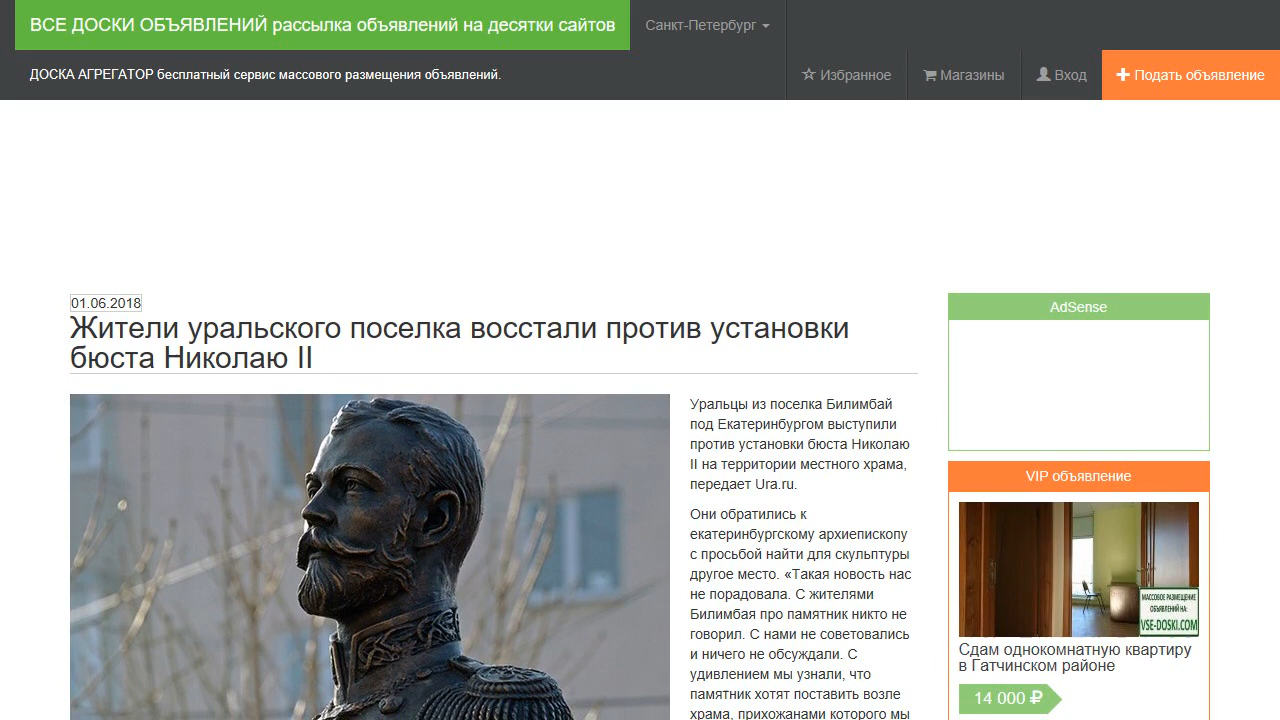 ВСЕ ДОСКИ ОБЪЯВЛЕНИЙ рассылка объявлений на десятки сайтов
Санкт-Петербург
ДОСКА АГРЕГАТОР бесплатный сервис массового размещения объявлений.
Избранное
Магазины
Вход
Подать объявление
01.06.2018
Жители уральского поселка восстали против установки
бюста Николаю II
Уральцы из поселка Билимбай
под Екатеринбургом выступили
против установки бюста Николаю
II на территории местного храма,
передает Ura.ru.
Они обратились к
екатеринбургскому архиепископу
с просьбой найти для скульптуры
другое место. «Такая новость нас
не порадовала. С жителями
Билимбая про памятник никто не
говорил. С нами не советовались
и ничего не обсуждали. С
удивлением мы узнали, что
памятник хотят поставить возле
храма, прихожанами которого мы
AdSense
VIP объявление
МАССОВОЕ РАЗМЕЩЕНИЕ
ОБЪЯВЛЕНИЙ НА:
VSE-DOSKI.COM
Сдам однокомнатную квартиру
в Гатчинском районе
14 000 ₽